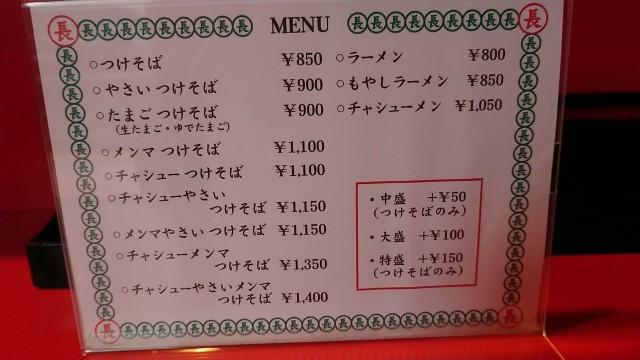 MENU
○つけそば ¥850
○やさい つけそば ¥900
○たまご つけそば ¥900
(生たまご・ゆでたまご)
○メンマ つけそば ¥1,100
○チャシュー つけそば ¥1,100
○チャシューやさい
つけそば ¥1,150
○メンマやさい つけそば ¥1,150
○チャシューメンマ
つけそば ¥1,350
○チャシューやさいメンマ
つけそば ¥1,400
○ラーメン ¥800
○もやしラーメン ¥850
○チャシューメン ¥1,050
・中盛 +¥50
(つけそばのみ)
・大盛 +¥100
・特盛 +¥150
(つけそばのみ)
長